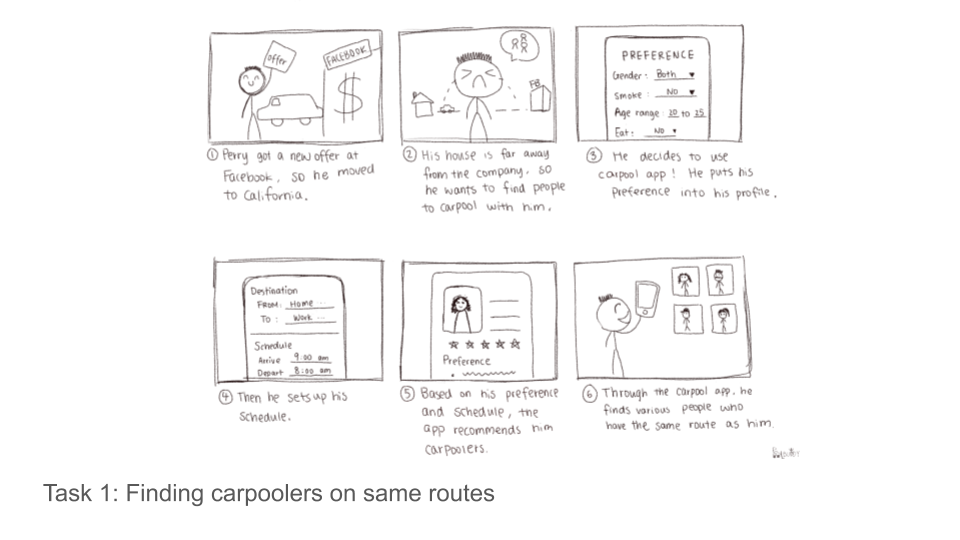 offer
FACEBOOK
$
① Perry got a new offer at
Facebook, so he moved
to California.
FB
② His house is far away
from the company, so
he wants to find people
to carpool with him.
PREFERENCE
Gender: Both ▼
Smoke: No ▼
Age range: 20 to 25
Eat: No ▼
③ He decides to use
carpool app! He puts his
preference into his profile.
Destination
FROM: Home ...
To: Work ...
Schedule
Arrive 9:00 am
Depart 8:00 am
④ Then he sets up his
schedule.
Preference
⑤ Based on his preference
and schedule, the
app recommends him
carpoolers.
⑥ Through the carpool app, he
finds various people who
have the same route as him.
Task 1: Finding carpoolers on same routes